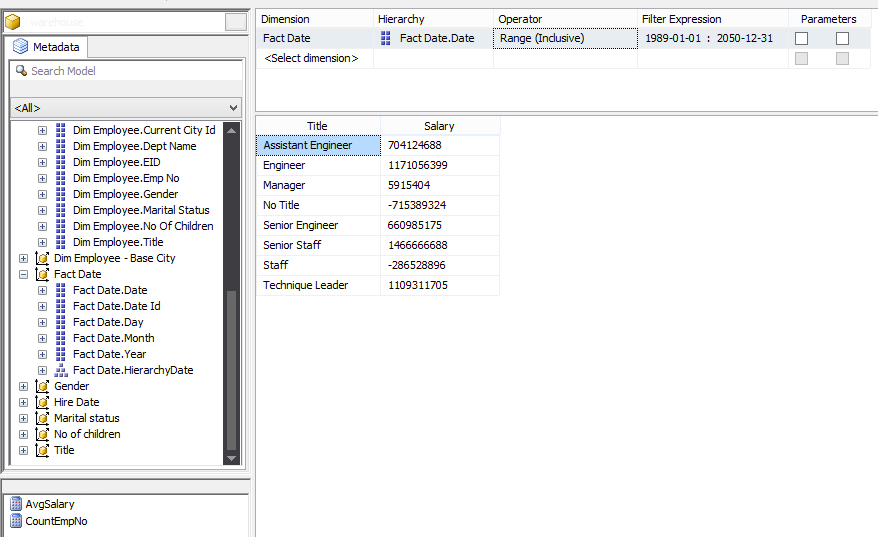 warehouse
Metadata
Search Model
<All>
Dim Employee.Current City Id
Dim Employee.Dept Name
Dim Employee.EID
Dim Employee.Emp No
Dim Employee.Gender
Dim Employee.Marital Status
Dim Employee.No Of Children
Dim Employee.Title
Dim Employee - Base City
Fact Date
Fact Date.Date
Fact Date.Date Id
Fact Date.Day
Fact Date.Month
Fact Date.Year
Fact Date.HierarchyDate
Gender
Hire Date
Marital status
No of children
Title
AvgSalary
CountEmpNo
Dimension Hierarchy Operator Filter Expression Parameters
Fact Date Fact Date.Date Range (Inclusive) 1989-01-01 : 2050-12-31
<Select dimension>
Title Salary
Assistant Engineer 704124688
Engineer 1171056399
Manager 5915404
No Title -715389324
Senior Engineer 660985175
Senior Staff 1466666688
Staff -286528896
Technique Leader 1109311705